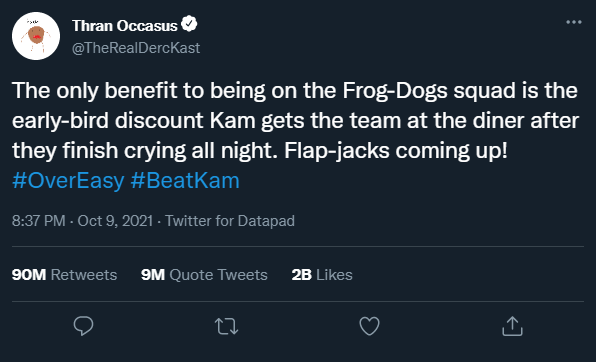 Thran Occasus
@TheRealDercKast
The only benefit to being on the Frog-Dogs squad is the
early-bird discount Kam gets the team at the diner after
they finish crying all night. Flap-jacks coming up!
#OverEasy #BeatKam
8:37 PM · Oct 9, 2021 · Twitter for Datapad
90M Retweets 9M Quote Tweets 2B Likes